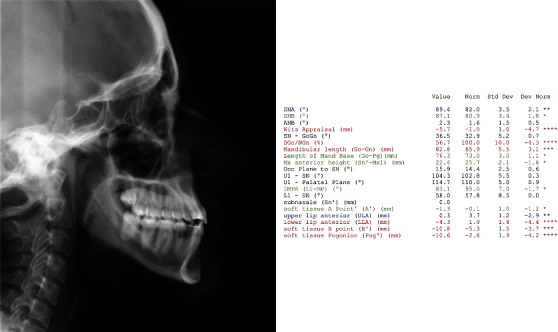 Value Norm Std Dev Dev Norm
SNA (°) 89.4 82.0 3.5 2.1 **
SNB (°) 87.1 80.9 3.4 1.8 *
ANB (°) 2.3 1.6 1.5 0.5
Wits Appraisal (mm) -5.7 -1.0 1.0 -4.7 ****
SN - GoGn (°) 36.5 32.9 5.2 0.7
SGo/NGn (%) 56.7 100.0 10.0 -4.3 ****
Mandibular length (Go-Gn) (mm) 82.8 65.9 5.5 3.1 ***
Length of Mand Base (Go-Pg)(mm) 76.3 73.0 3.0 1.1 *
Mx anterior height (Sn'-Mxli) (mm) 22.4 25.7 2.1 -1.6 *
Occ Plane to SN (°) 15.9 14.4 2.5 0.6
U1 - SN (°) 104.3 102.8 5.5 0.3
U1 - Palatal Plane (°) 114.7 110.0 5.0 0.9
IMPA (L1-MP) (°) 83.1 95.0 7.0 -1.7 *
L1 - SN (°) 58.0 8.5 0.0
subnasale (Sn') (mm) 0.0
soft tissue A Point' (A') (mm) -1.3 -0.1 1.0 -1.2 *
upper lip anterior (ULA) (mm) 0.3 3.7 1.2 -2.9 **
lower lip anterior (LLA) (mm) -4.3 1.9 1.4 -4.4 ****
soft tissue B point (B') (mm) -10.8 -5.3 1.5 -3.7 ***
soft tissue Pogonion (Pog') (mm) -10.6 -2.6 1.9 -4.2 ****